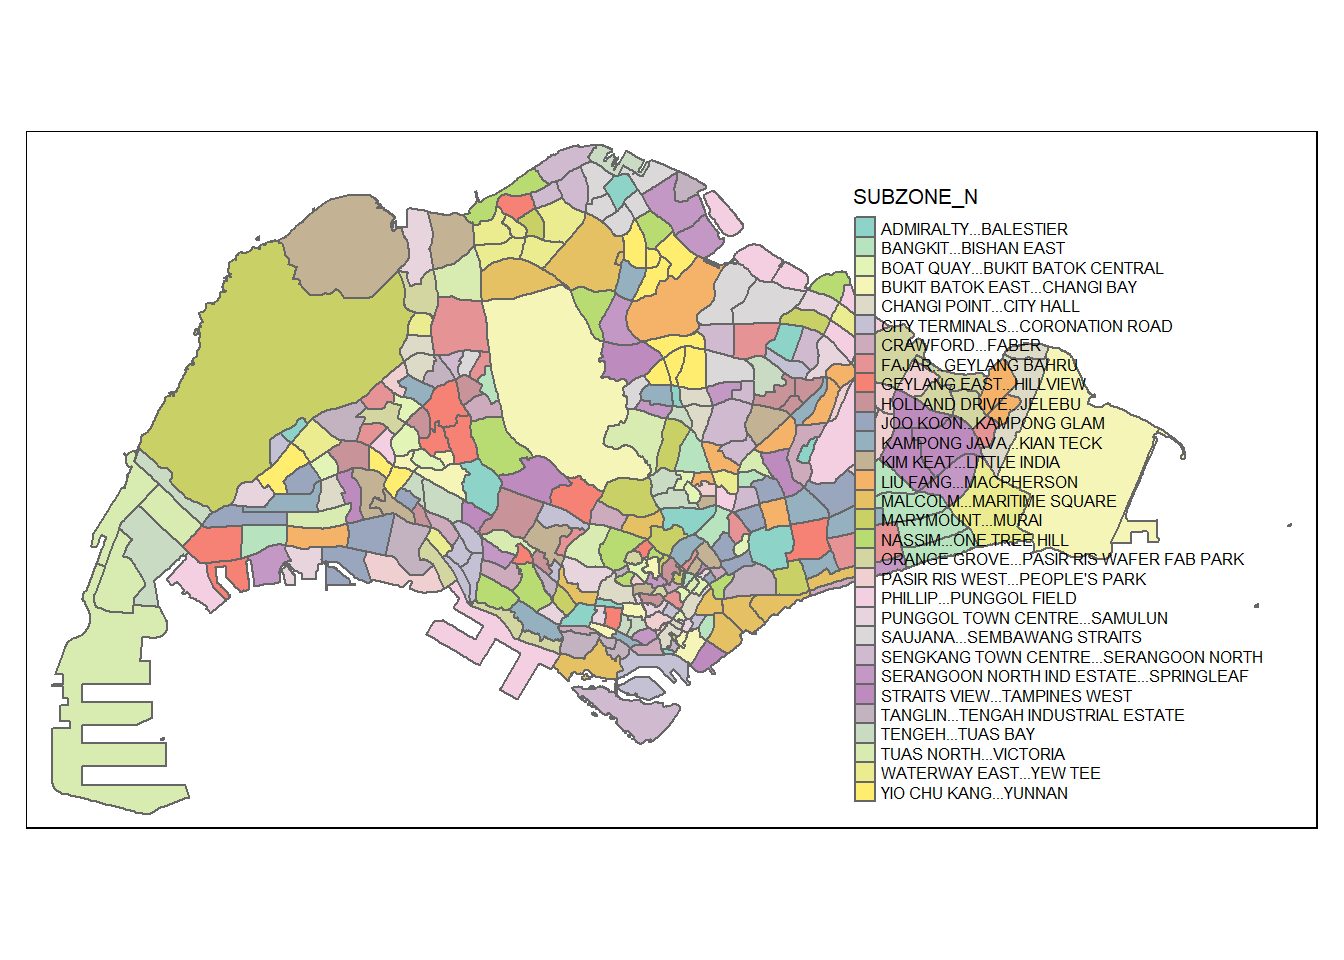 SUBZONE_N
ADMIRALTY...BALESTIER
BANGKIT...BISHAN EAST
BOAT QUAY...BUKIT BATOK CENTRAL
BUKIT BATOK EAST...CHANGI BAY
CHANGI POINT...CITY HALL
CITY TERMINALS...CORONATION ROAD
CRAWFORD...FABER
FAJAR...GEYLANG BAHRU
GEYLANG EAST...HILLVIEW
HOLLAND DRIVE...JELEBU
JOO KOON...KAMPONG GLAM
KAMPONG JAVA...KIAN TECK
KIM KEAT...LITTLE INDIA
LIU FANG...MACPHERSON
MALCOLM...MARITIME SQUARE
MARYMOUNT...MURAI
NASSIM...ONE TREE HILL
ORANGE GROVE...PASIR RIS WAFER FAB PARK
PASIR RIS WEST...PEOPLE'S PARK
PHILLIP...PUNGGOL FIELD
PUNGGOL TOWN CENTRE...SAMULUN
SAUJANA...SEMBAWANG STRAITS
SENGKANG TOWN CENTRE...SERANGOON NORTH
SERANGOON NORTH IND ESTATE...SPRINGLEAF
STRAITS VIEW...TAMPINES WEST
TANGLIN...TENGAH INDUSTRIAL ESTATE
TENGEH...TUAS BAY
TUAS NORTH...VICTORIA
WATERWAY EAST...YEW TEE
YIO CHU KANG...YUNNAN